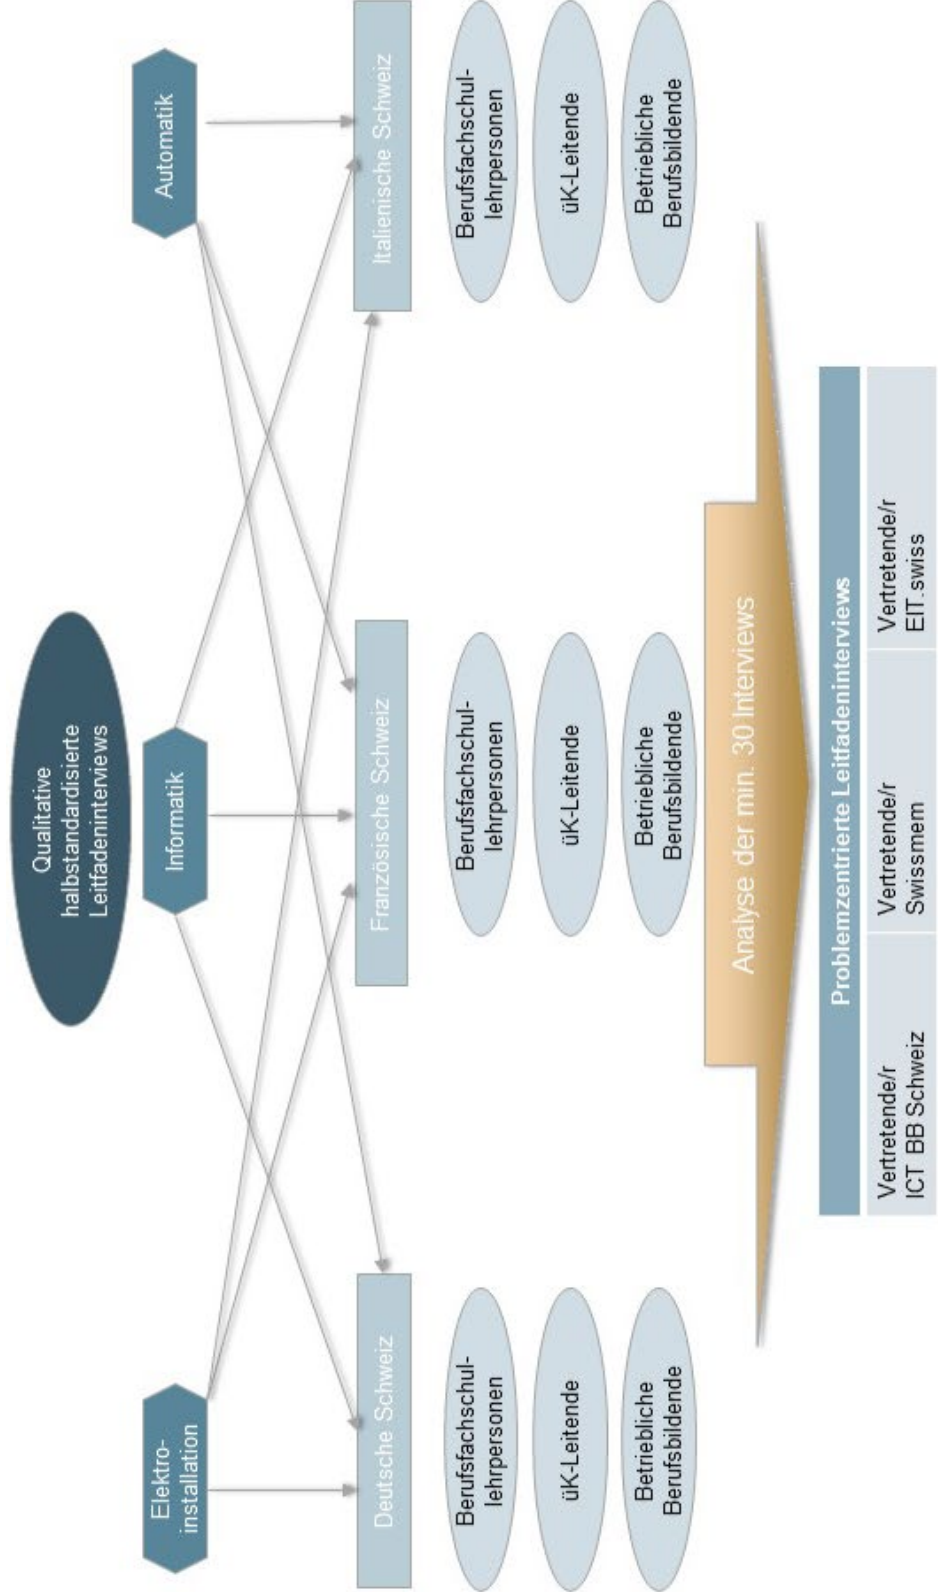 Qualitative
halbstandardisierte
Leitfadeninterviews
Elektro-
installation
Informatik
Automatik
Deutsche Schweiz
Französische Schweiz
Italienische Schweiz
Berufsfachschul-
lehrpersonen
Berufsfachschul-
lehrpersonen
Berufsfachschul-
lehrpersonen
üK-Leitende
üK-Leitende
üK-Leitende
Betriebliche
Berufsbildende
Betriebliche
Berufsbildende
Betriebliche
Berufsbildende
Analyse der min. 30 Interviews
Problemzentrierte Leitfadeninterviews
Vertretende/r
ICT BB Schweiz
Vertretende/r
Swissmem
Vertretende/r
EIT.swiss